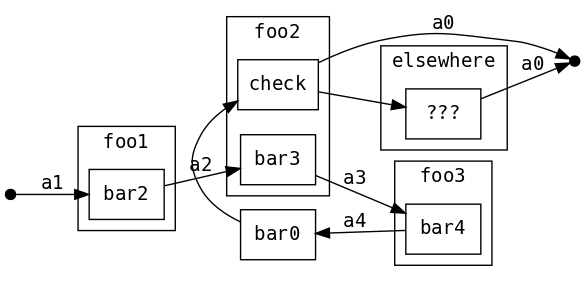 a0
foo2
elsewhere
a0
check
???
foo1
bar3
foo3
a2
a3
a1
bar2
bar0
a4
bar4